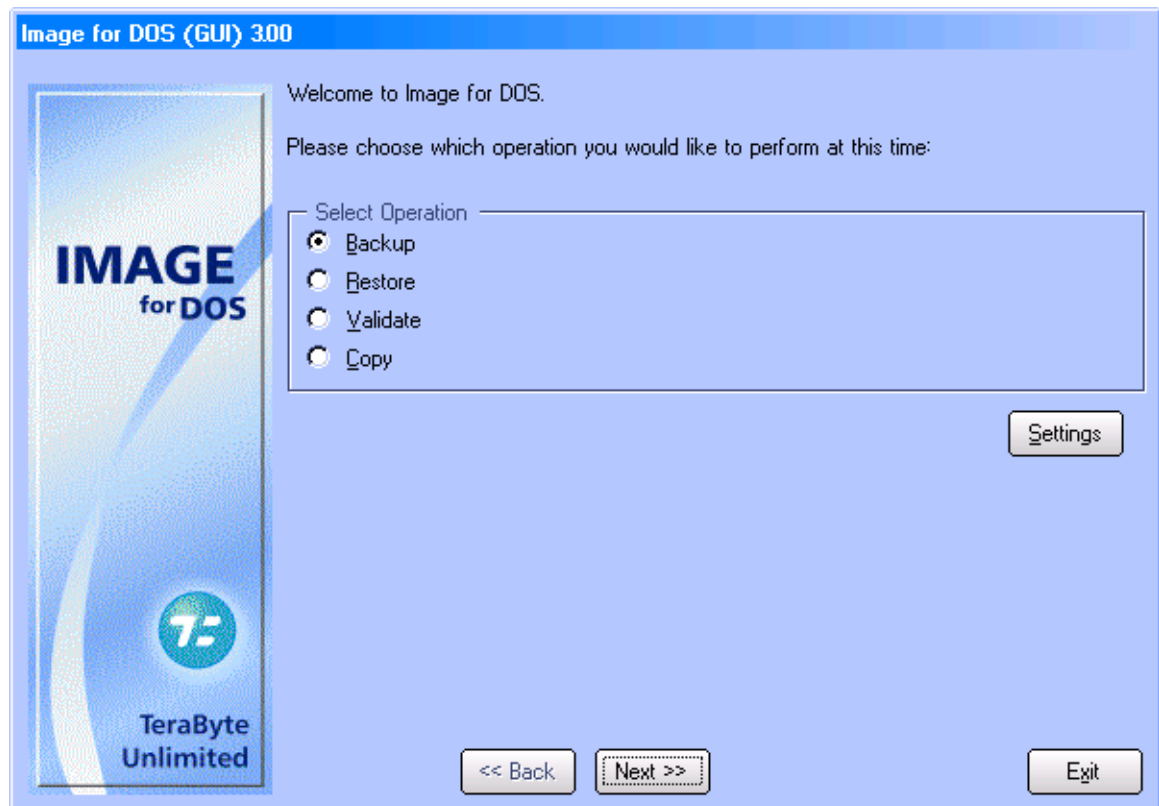 Image for DOS (GUI) 3.00
Welcome to Image for DOS.
Please choose which operation you would like to perform at this time:
Select Operation
Backup
Restore
Validate
Copy
Settings
IMAGE
for DOS
TeraByte
Unlimited
<< Back
Next >>
Exit